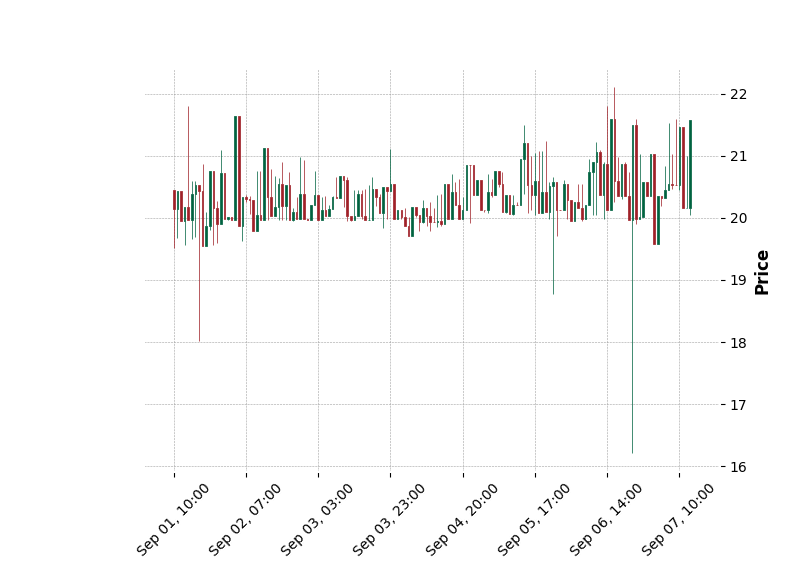 22
21
20
19
18
17
16
Price
Sep 01, 10:00
Sep 02, 07:00
Sep 03, 03:00
Sep 03, 23:00
Sep 04, 20:00
Sep 05, 17:00
Sep 06, 14:00
Sep 07, 10:00